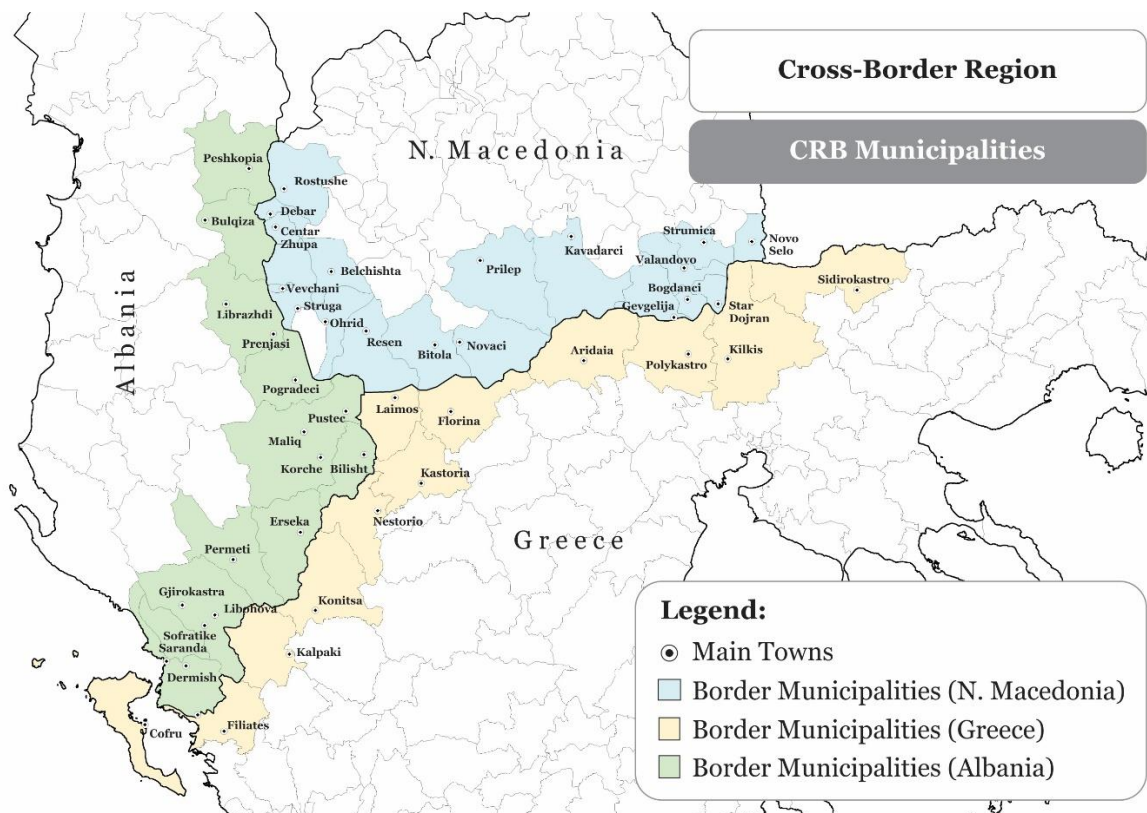 Cross-Border Region
CRB Municipalities
N. Macedonia
Albania
Greece
Peshkopia
Rostushe
Bulqiza
Debar
Centar
Zhupa
Strumica
Novo
Selo
Kavadarci
Valandovo
Belchishta
Prilep
Sidirokastro
Vevchani
Bogdanci
Librazhdi
Struga
Gevgelija
Star
Dojran
Ohrid
Prenjasi
Resen
Bitola
Novaci
Aridaia
Polykastro
Kilkis
Pogradeci
Laimos
Pustec
Florina
Maliq
Korche
Bilisht
Kastoria
Nestorio
Erseka
Permeti
Gjirokastra
Libohova
Konitsa
Sofratike
Saranda
Kalpaki
Dermish
Filiates
Cofru
Legend:
Main Towns
Border Municipalities (N. Macedonia)
Border Municipalities (Greece)
Border Municipalities (Albania)